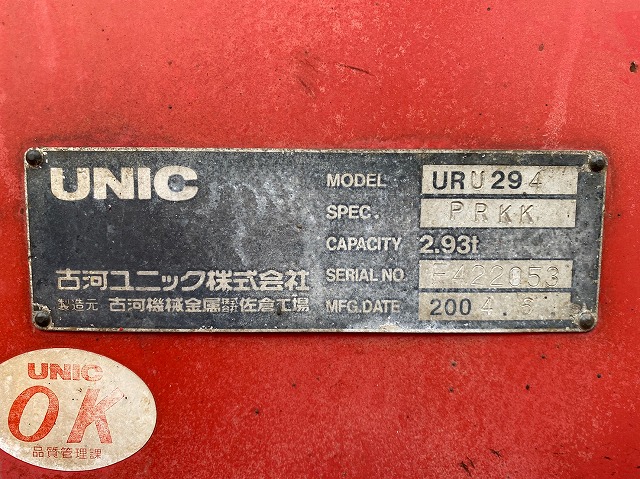 UNIC
MODEL URU294
SPEC. PRKK
CAPACITY 2.93t
古河ユニック株式会社
SERIAL NO. E422053
製造元 古河機械金属株式会社佐倉工場
MFG.DATE 2004.6
UNIC
OK
品質管理課